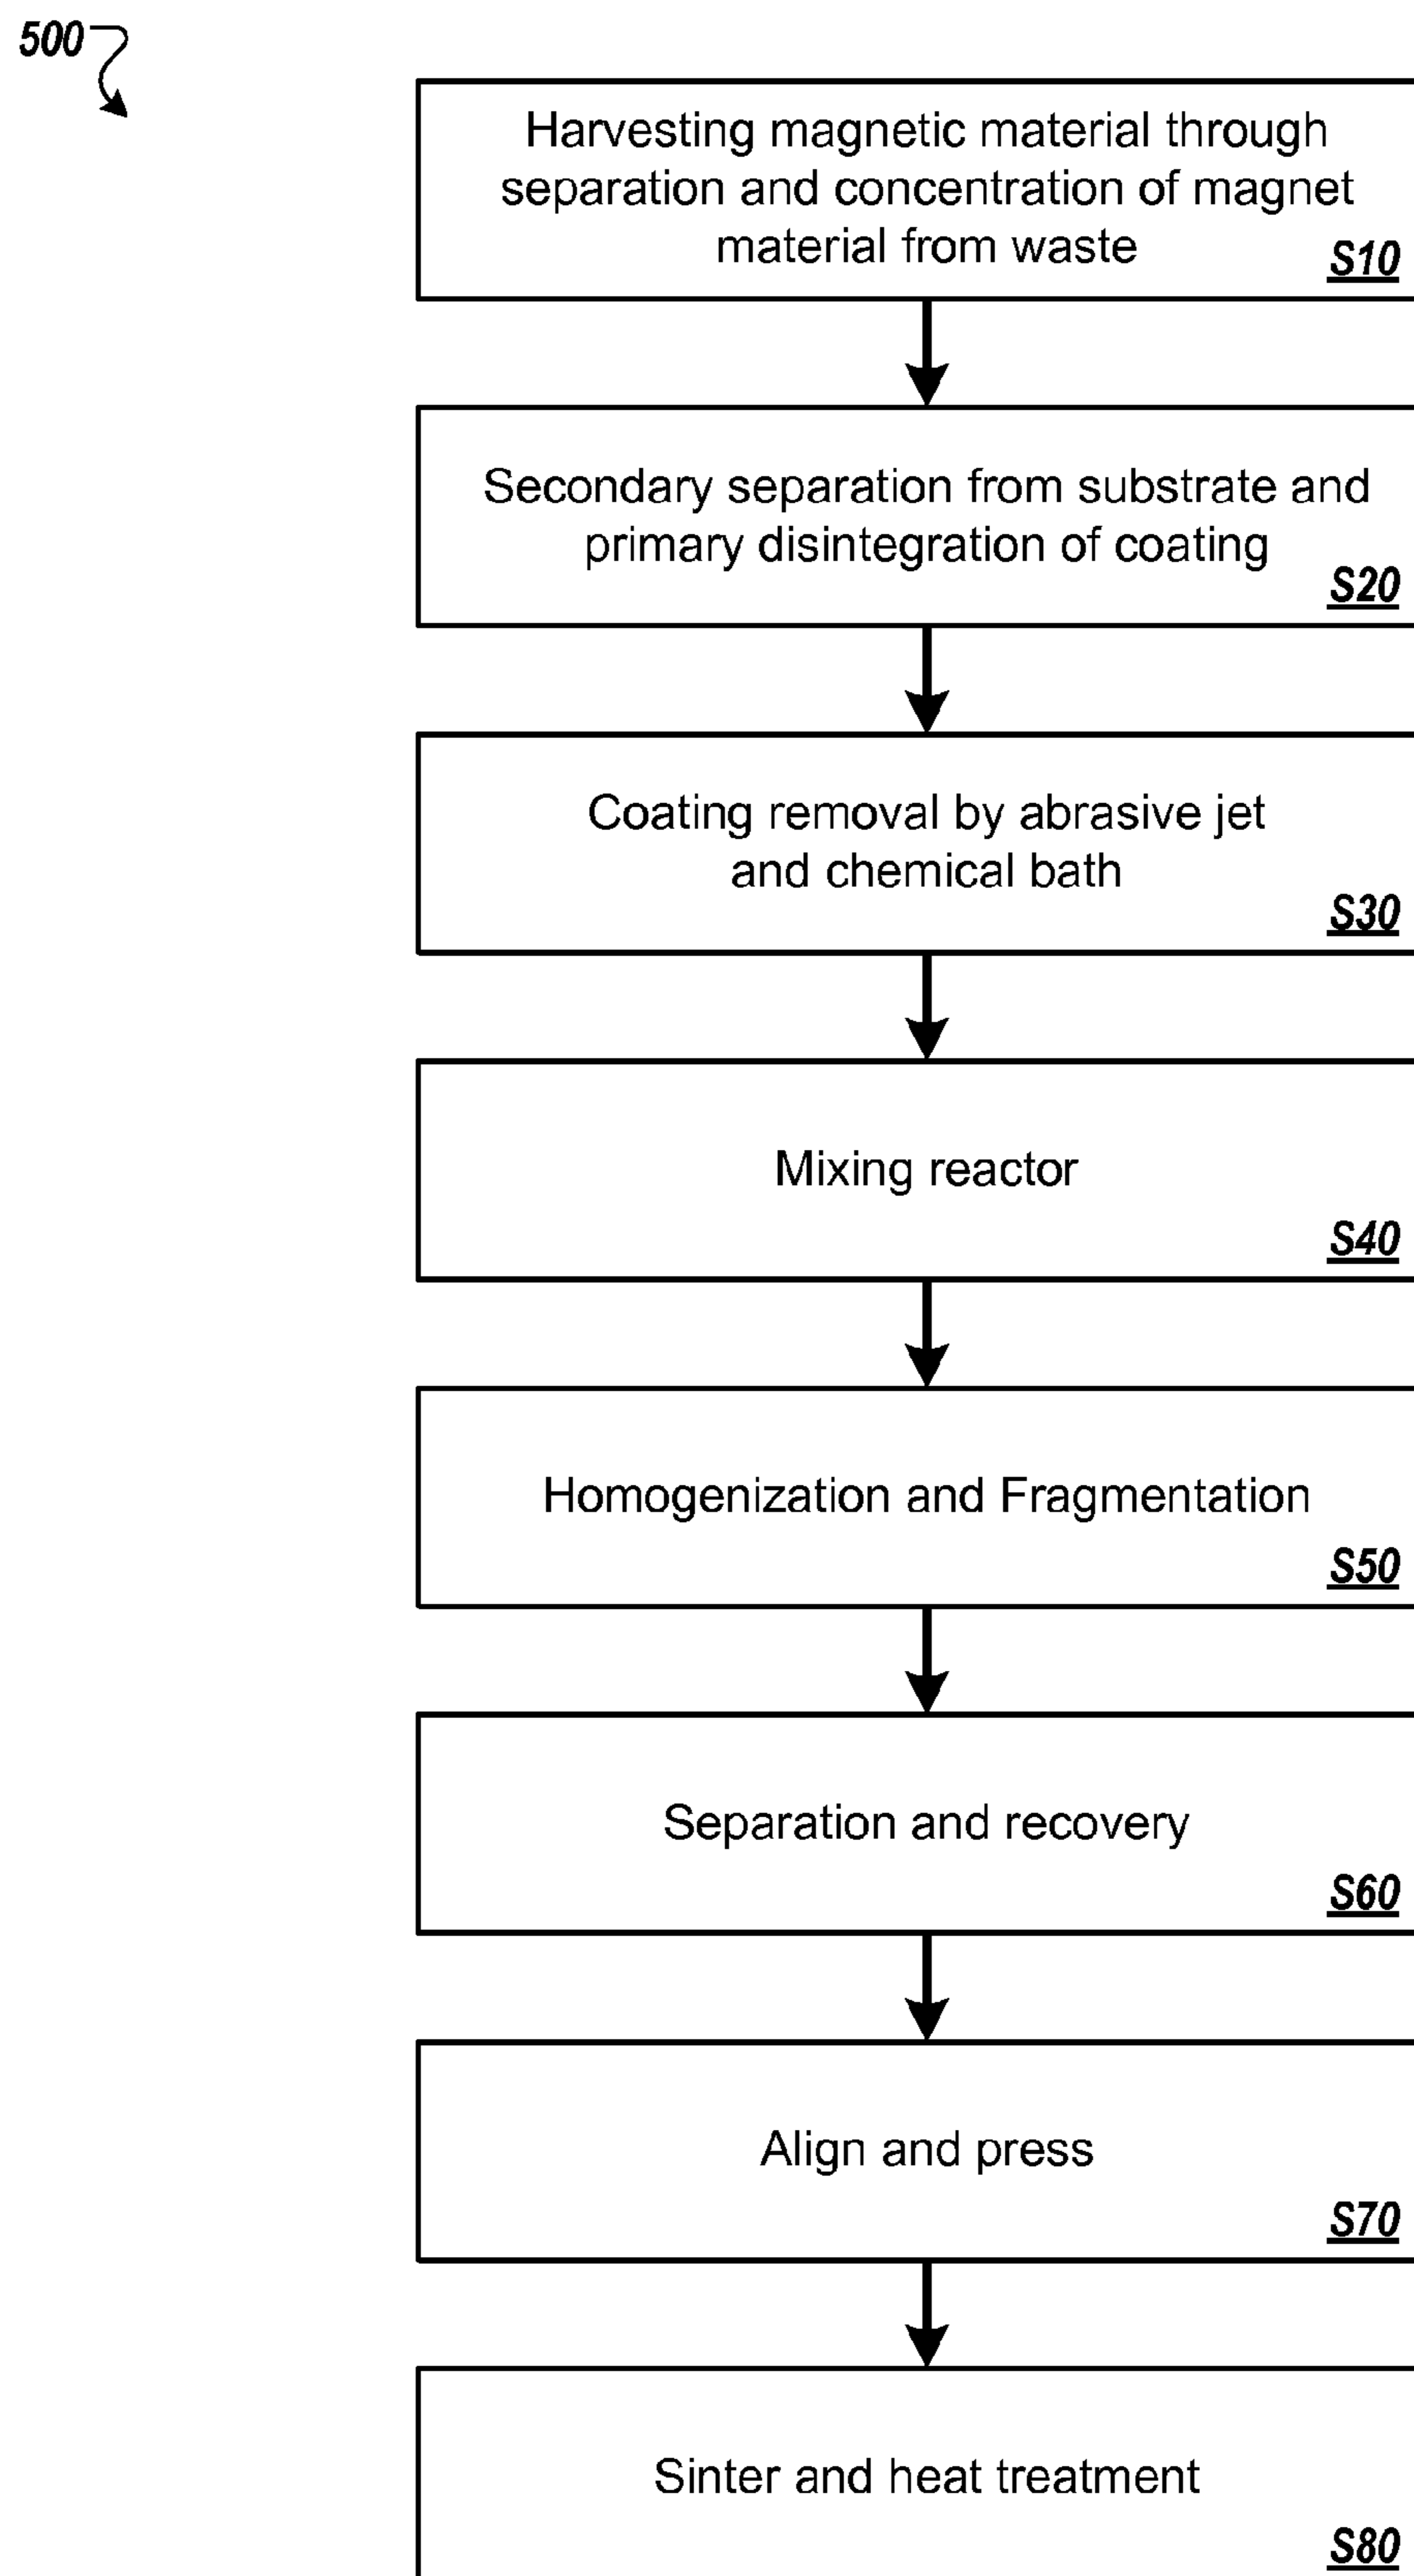 500
Harvesting magnetic material through
separation and concentration of magnet
material from waste
S10
Secondary separation from substrate and
primary disintegration of coating
S20
Coating removal by abrasive jet
and chemical bath
S30
Mixing reactor
S40
Homogenization and Fragmentation
S50
Separation and recovery
S60
Align and press
S70
Sinter and heat treatment
S80